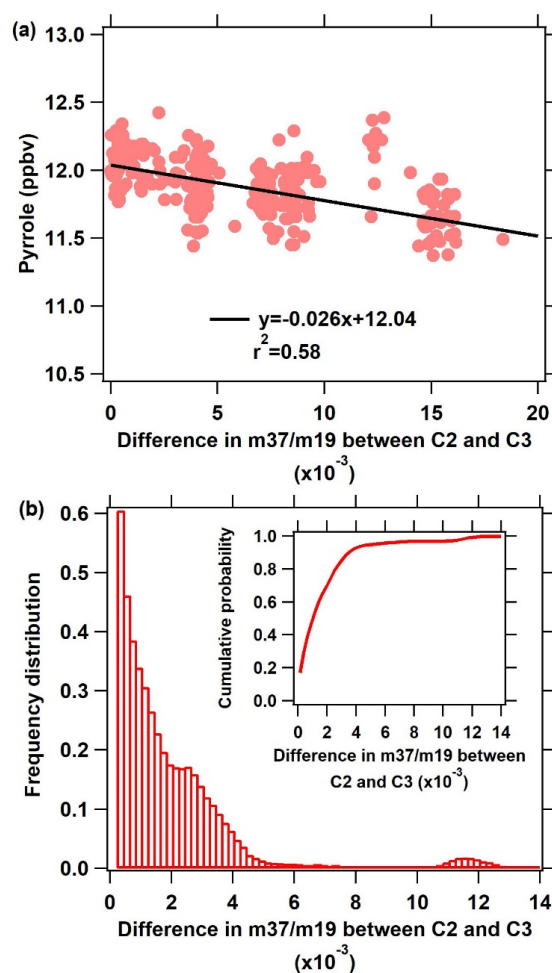 (a)
13.0
12.5
12.0
11.5
11.0
10.5
Pyrrole (ppbv)
y=-0.026x+12.04
r²=0.58
0 5 10 15 20
Difference in m37/m19 between C2 and C3
(x10⁻³)
(b)
0.6
0.5
0.4
0.3
0.2
0.1
0.0
Frequency distribution
1.0
0.8
0.6
0.4
0.2
0.0
Cumulative probability
0 2 4 6 8 10 12 14
Difference in m37/m19 between
C2 and C3 (x10⁻³)
0 2 4 6 8 10 12 14
Difference in m37/m19 between C2 and C3
(x10⁻³)